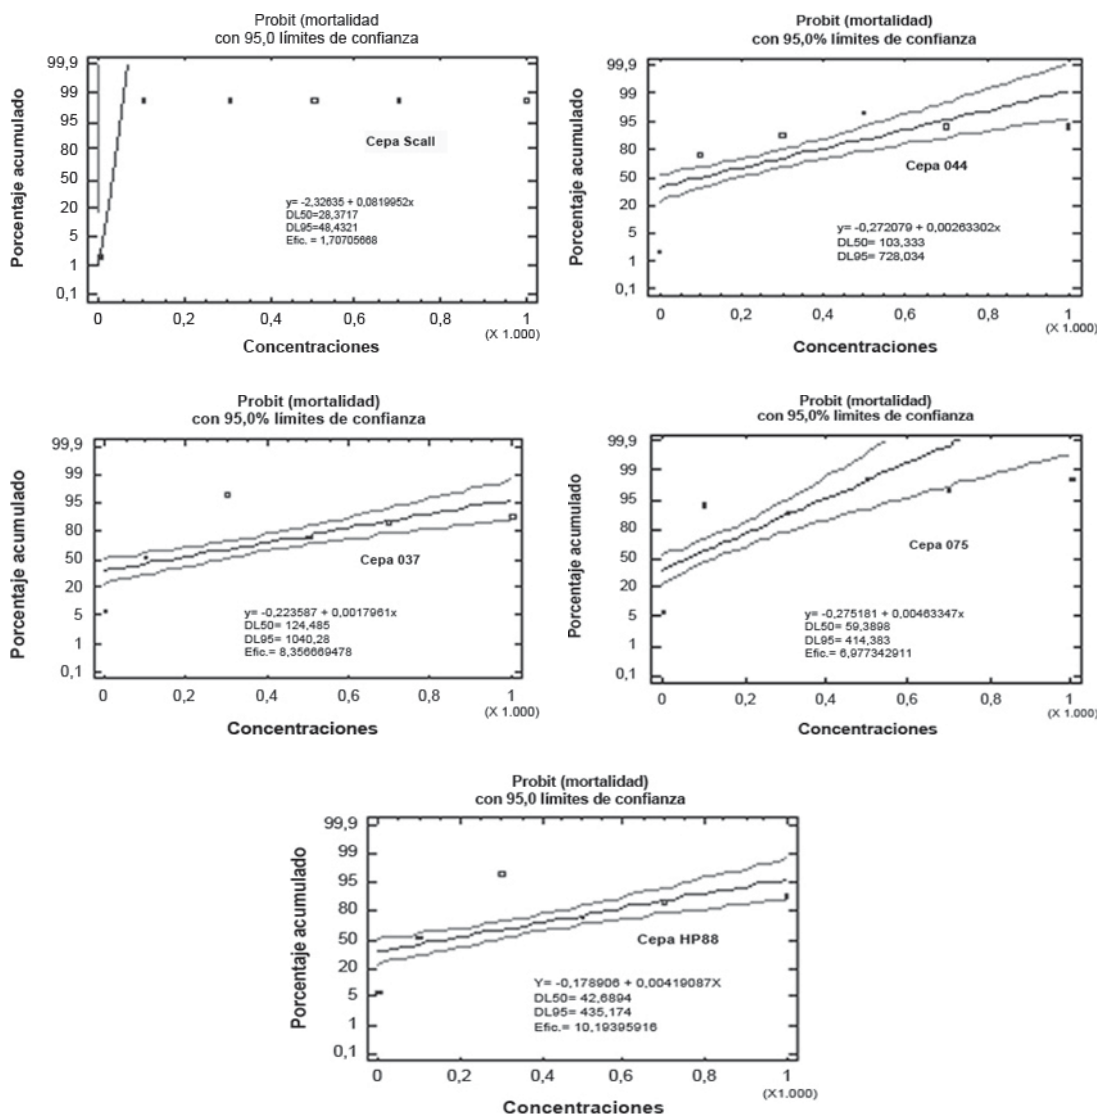 Probit (mortalidad
con 95,0 límites de confianza
Porcentaje acumulado
99,9
99
95
80
50
20
5
1
0,1
Cepa Scall
y= -2,32635 + 0,0819952x
DL50=28,3717
DL95=48,4321
Efic. = 1,70705668
0 0,2 0,4 0,6 0,8 1
(X 1.000)
Concentraciones
Probit (mortalidad)
con 95,0% límites de confianza
Porcentaje acumulado
99,9
99
95
80
50
20
5
1
0,1
Cepa 044
y= -0,272079 + 0,00263302x
DL50= 103,333
DL95= 728,034
0 0,2 0,4 0,6 0,8 1
(X 1.000)
Concentraciones
Probit (mortalidad)
con 95,0% límites de confianza
Porcentaje acumulado
99,9
99
95
80
50
20
5
1
0,1
Cepa 037
y= -0,223587 + 0,0017961x
DL50= 124,485
DL95= 1040,28
Efic.= 8,356669478
0 0,2 0,4 0,6 0,8 1
(X 1.000)
Concentraciones
Probit (mortalidad)
con 95,0% límites de confianza
Porcentaje acumulado
99,9
99
95
80
50
20
5
1
0,1
Cepa 075
y= -0,275181 + 0,00463347x
DL50= 59,3898
DL95= 414,383
Efic.= 6,977342911
0 0,2 0,4 0,6 0,8 1
(X 1.000)
Concentraciones
Probit (mortalidad)
con 95,0 límites de confianza
Porcentaje acumulado
99,9
99
95
80
50
20
5
1
0,1
Cepa HP88
Y= -0,178906 + 0,00419087X
DL50= 42,6894
DL95= 435,174
Efic.= 10,19395916
0 0,2 0,4 0,6 0,8 1
(X1.000)
Concentraciones